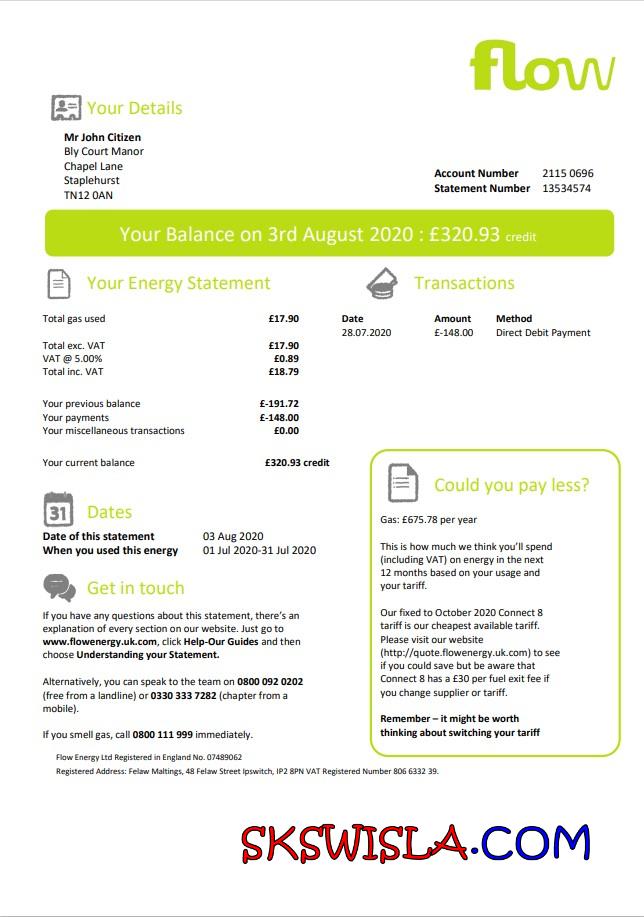 flow
Your Details
Mr John Citizen
Bly Court Manor
Chapel Lane
Staplehurst
TN12 0AN
Account Number 2115 0696
Statement Number 13534574
Your Balance on 3rd August 2020 : £320.93 credit
Your Energy Statement
Total gas used £17.90
Total exc. VAT £17.90
VAT @ 5.00% £0.89
Total inc. VAT £18.79
Your previous balance £-191.72
Your payments £-148.00
Your miscellaneous transactions £0.00
Your current balance £320.93 credit
Transactions
Date Amount Method
28.07.2020 £-148.00 Direct Debit Payment
31
Dates
Date of this statement 03 Aug 2020
When you used this energy 01 Jul 2020-31 Jul 2020
Get in touch
If you have any questions about this statement, there's an
explanation of every section on our website. Just go to
www.flowenergy.uk.com, click Help-Our Guides and then
choose Understanding your Statement.
Alternatively, you can speak to the team on 0800 092 0202
(free from a landline) or 0330 333 7282 (chapter from a
mobile).
If you smell gas, call 0800 111 999 immediately.
Could you pay less?
Gas: £675.78 per year
This is how much we think you'll spend
(including VAT) on energy in the next
12 months based on your usage and
your tariff.
Our fixed to October 2020 Connect 8
tariff is our cheapest available tariff.
Please visit our website
(http://quote.flowenergy.uk.com) to see
if you could save but be aware that
Connect 8 has a £30 per fuel exit fee if
you change supplier or tariff.
Remember – it might be worth
thinking about switching your tariff
Flow Energy Ltd Registered in England No. 07489062
Registered Address: Felaw Maltings, 48 Felaw Street Ipswitch, IP2 8PN VAT Registered Number 806 6332 39.
SKSWISLA.COM